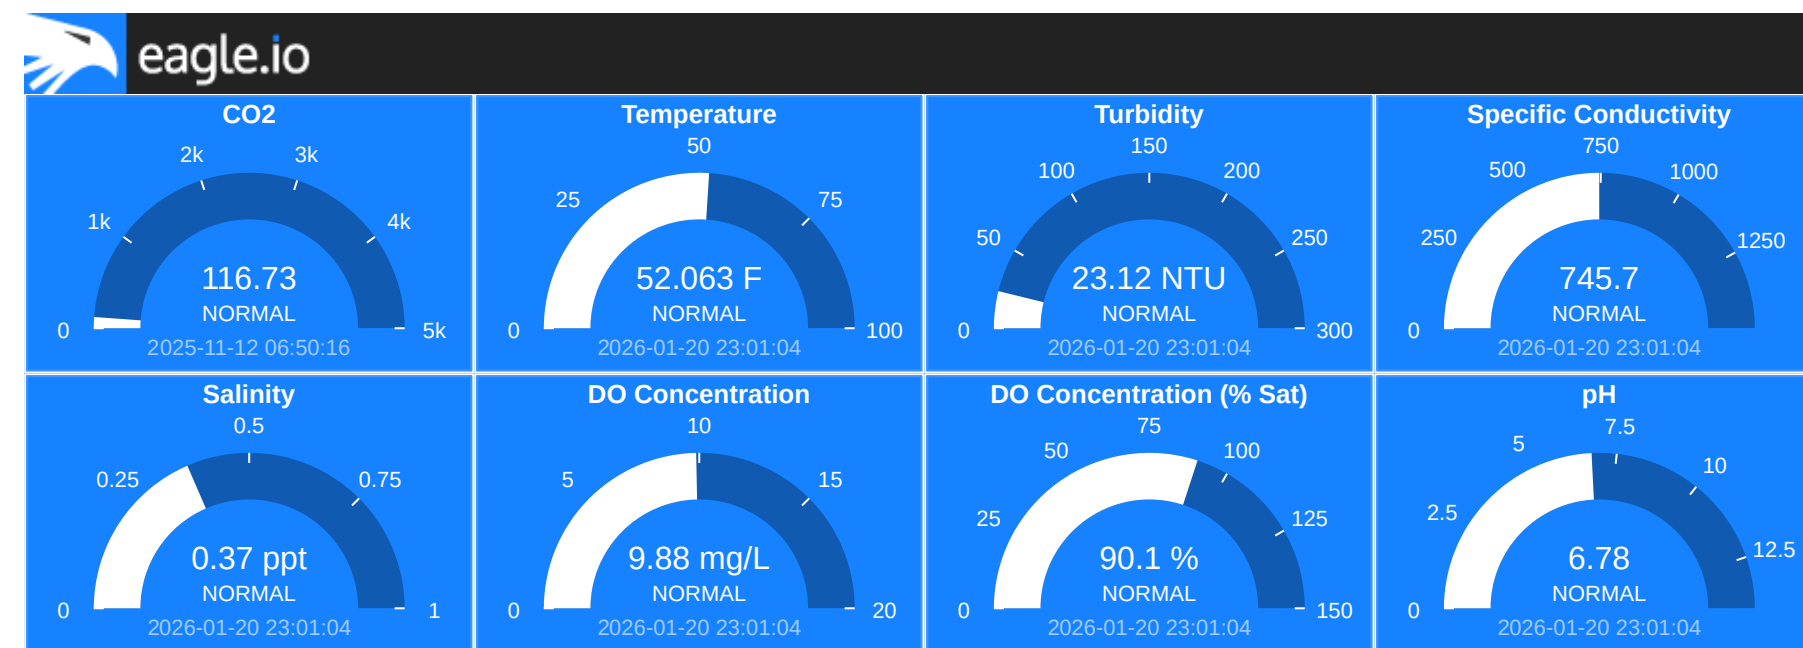 eagle.io
CO2
2k
3k
1k
4k
116.73
NORMAL
0
5k
2025-11-12 06:50:16
Temperature
50
25
75
52.063 F
NORMAL
0
100
2026-01-20 23:01:04
Turbidity
150
100
200
50
250
23.12 NTU
NORMAL
0
300
2026-01-20 23:01:04
Specific Conductivity
750
500
1000
250
1250
745.7
NORMAL
0
2026-01-20 23:01:04
Salinity
0.5
0.25
0.75
0.37 ppt
NORMAL
0
1
2026-01-20 23:01:04
DO Concentration
10
5
15
9.88 mg/L
NORMAL
0
20
2026-01-20 23:01:04
DO Concentration (% Sat)
75
50
100
25
125
90.1 %
NORMAL
0
150
2026-01-20 23:01:04
pH
7.5
5
10
2.5
12.5
6.78
NORMAL
0
2026-01-20 23:01:04